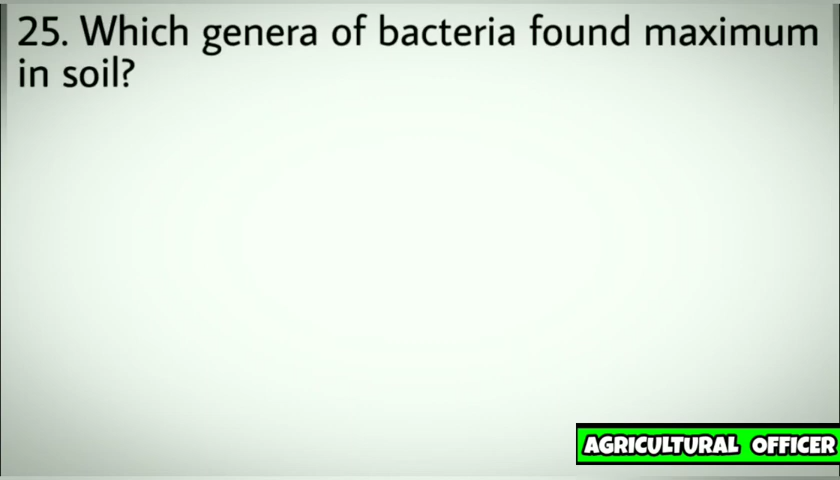 25. Which genera of bacteria found maximum
in soil?
AGRICULTURAL OFFICER